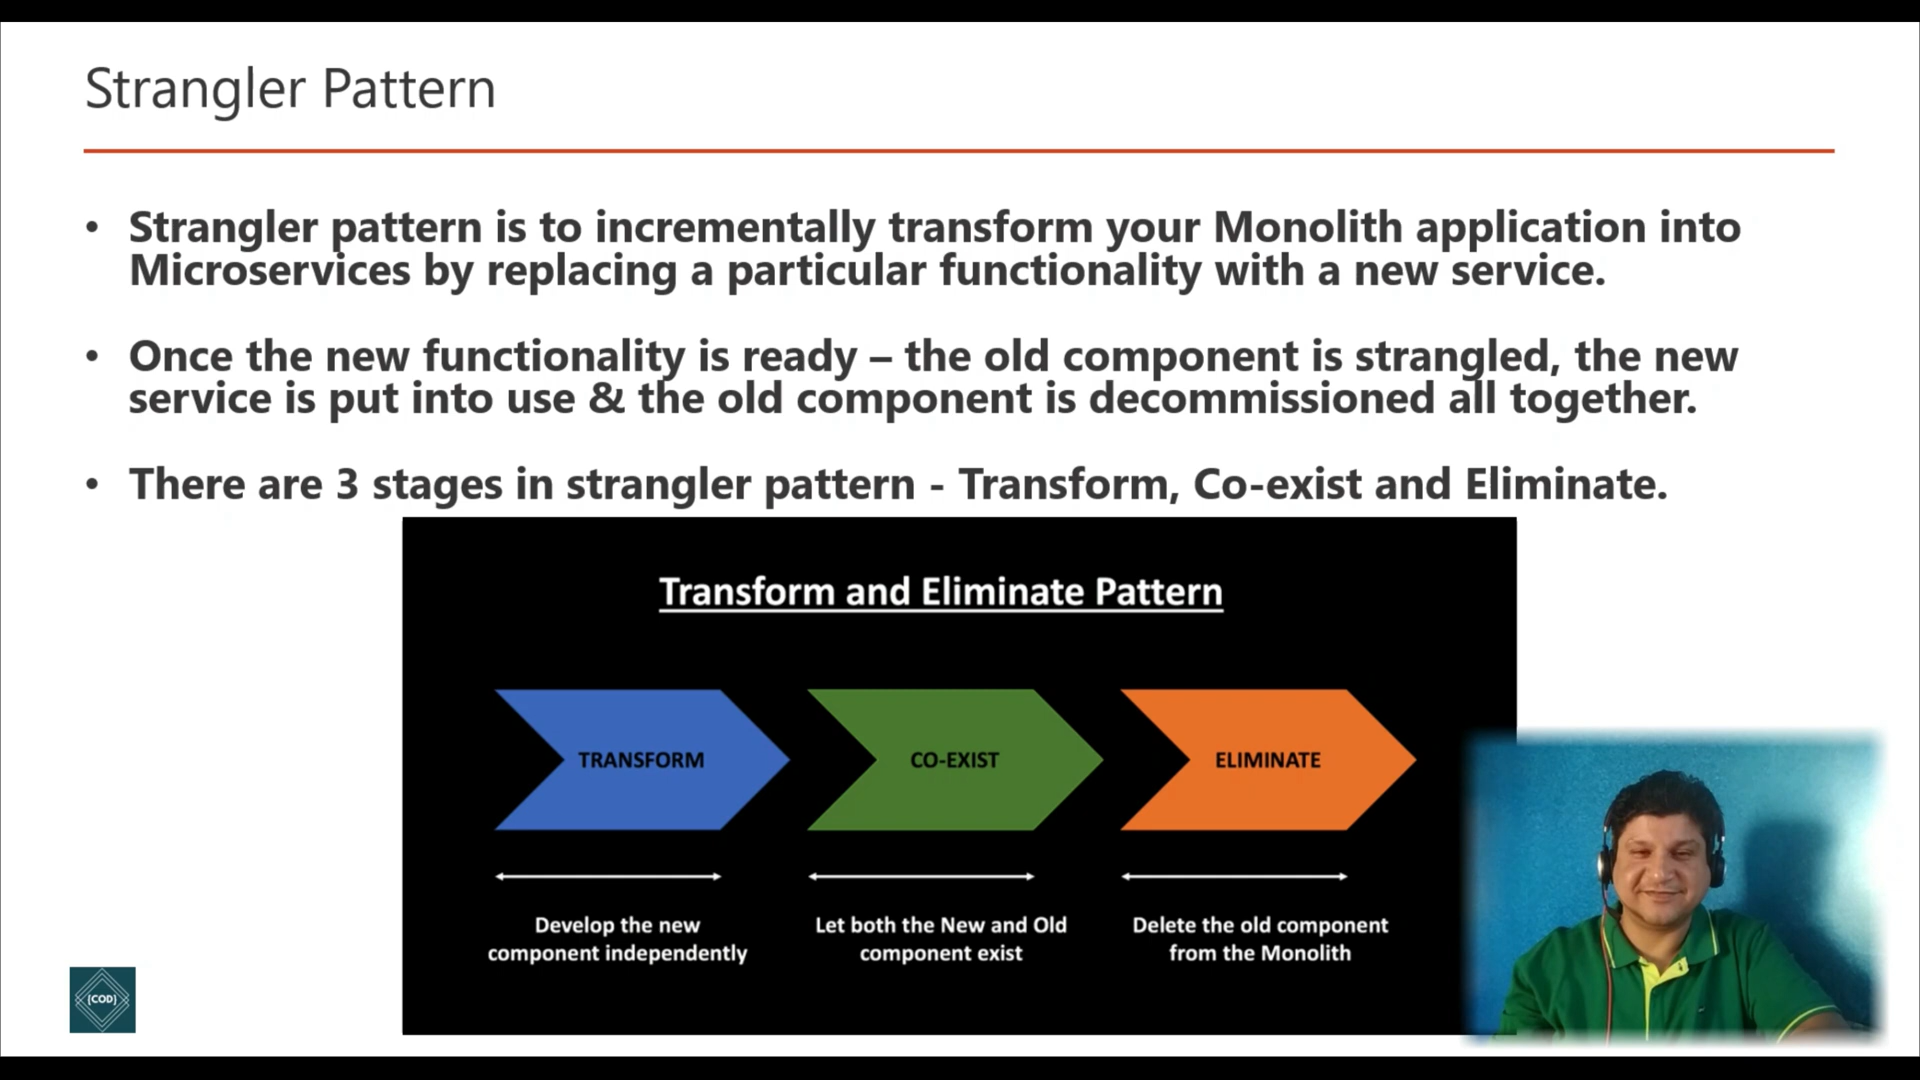 Strangler Pattern
• Strangler pattern is to incrementally transform your Monolith application into
Microservices by replacing a particular functionality with a new service.
• Once the new functionality is ready – the old component is strangled, the new
service is put into use & the old component is decommissioned all together.
• There are 3 stages in strangler pattern - Transform, Co-exist and Eliminate.
Transform and Eliminate Pattern
TRANSFORM
CO-EXIST
ELIMINATE
Develop the new
component independently
Let both the New and Old
component exist
Delete the old component
from the Monolith
{COD}